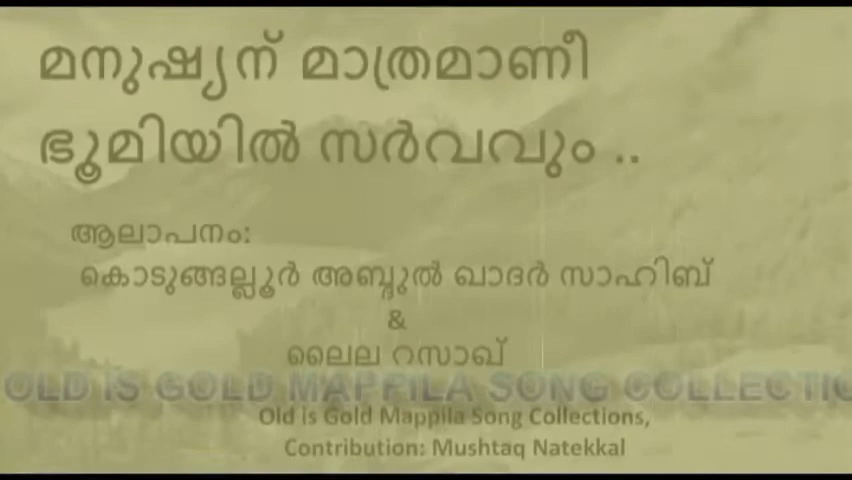 മനുഷ്യന് മാത്രമാണീ
ഭൂമിയിൽ സർവവും ..
ആലാപനം:
കൊടുങ്ങല്ലൂർ അബ്ദുൽ ഖാദർ സാഹിബ്
&
ലൈല റസാഖ്
OLD IS GOLD MAPPILA SONG COLLECTIO
Old is Gold Mappila Song Collections,
Contribution: Mushtaq Natekkal